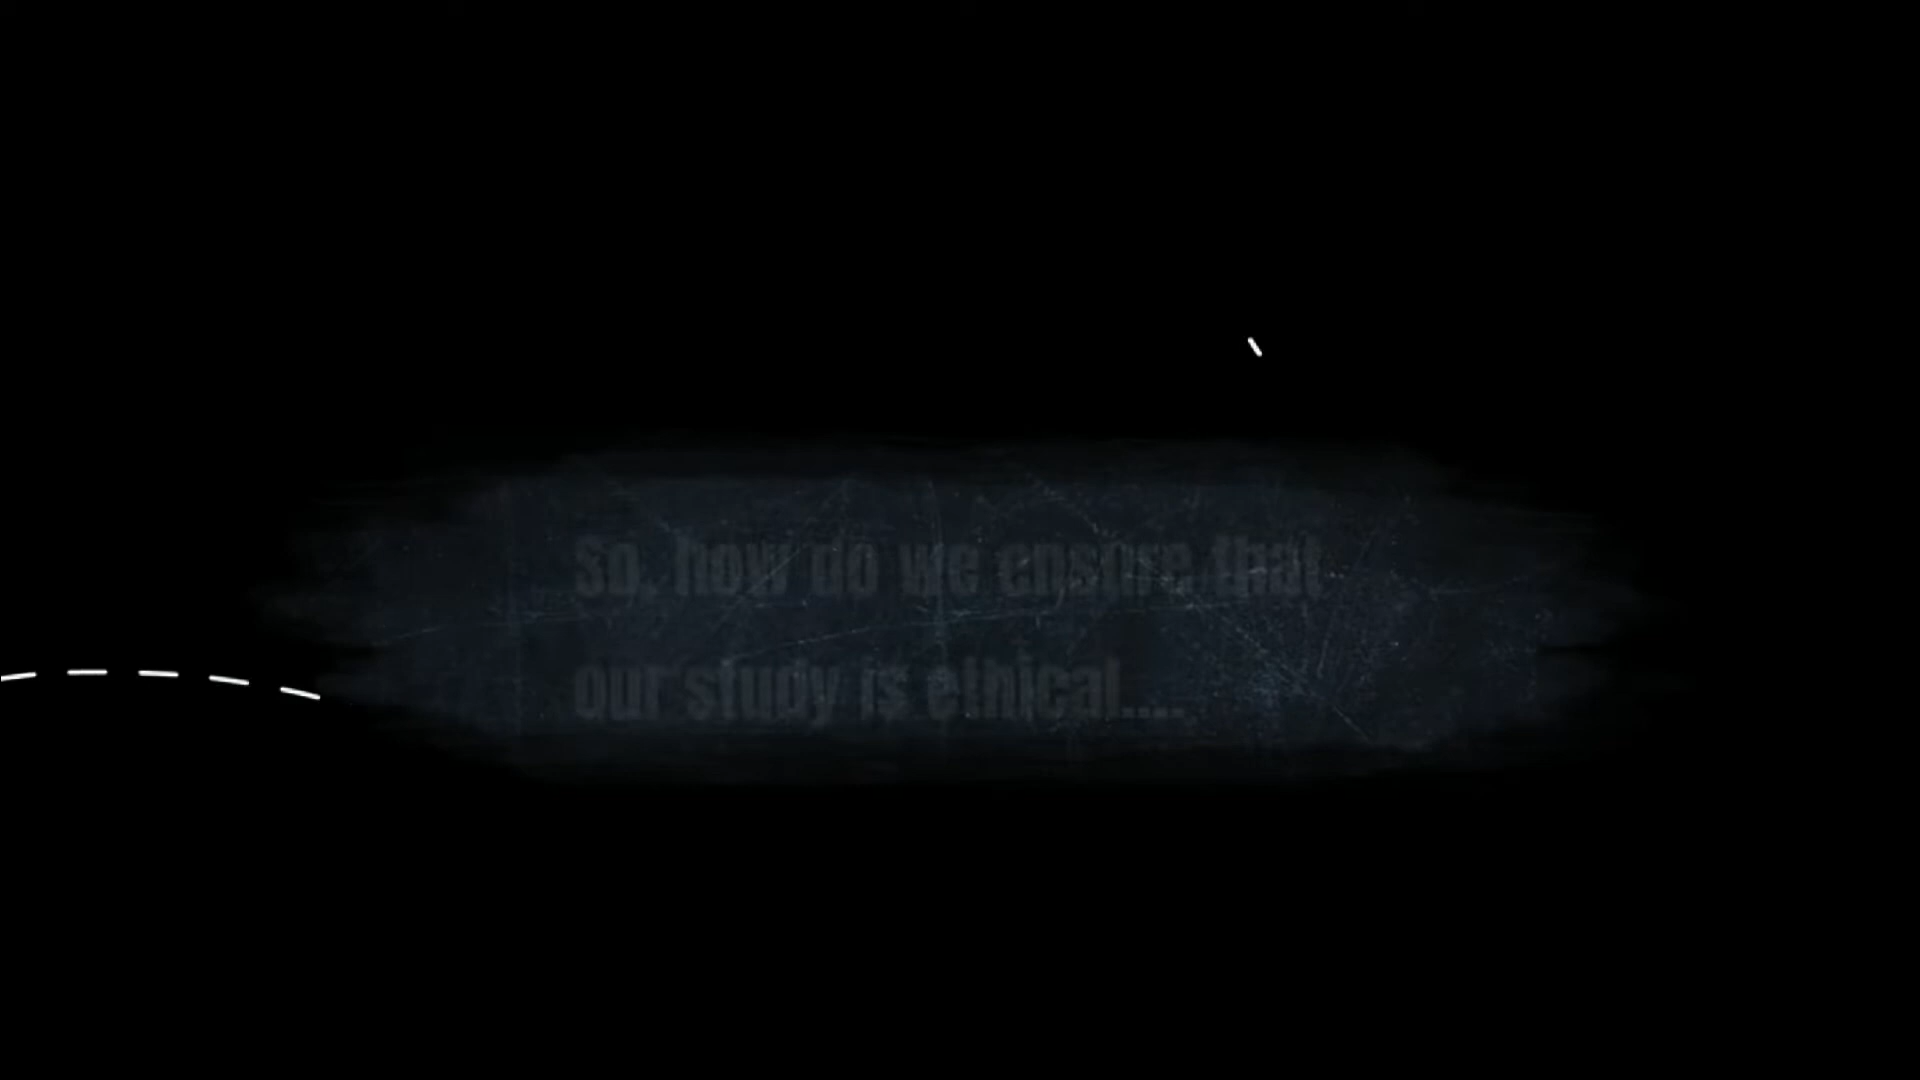 So, how do we ensure that
our study is ethical....